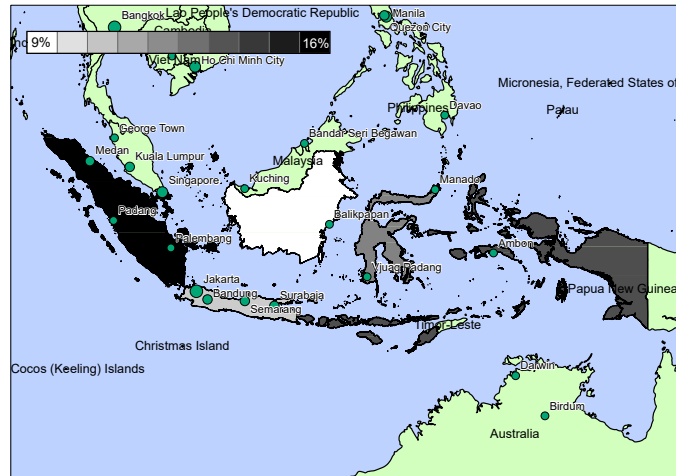 Lao People's Democratic Republic
Bangkok
Manila
Quezon City
Cambodia
9%
16%
Viet Nam
Ho Chi Minh City
Micronesia, Federated States of
Philippines
Davao
Palau
George Town
Bandar Seri Begawan
Medan
Kuala Lumpur
Malaysia
Singapore
Kuching
Manado
Padang
Balikpapan
Palembang
Ambon
Ujung Padang
Jakarta
Papua New Guinea
Bandung
Surabaja
Semarang
Timor-Leste
Christmas Island
Cocos (Keeling) Islands
Darwin
Birdum
Australia